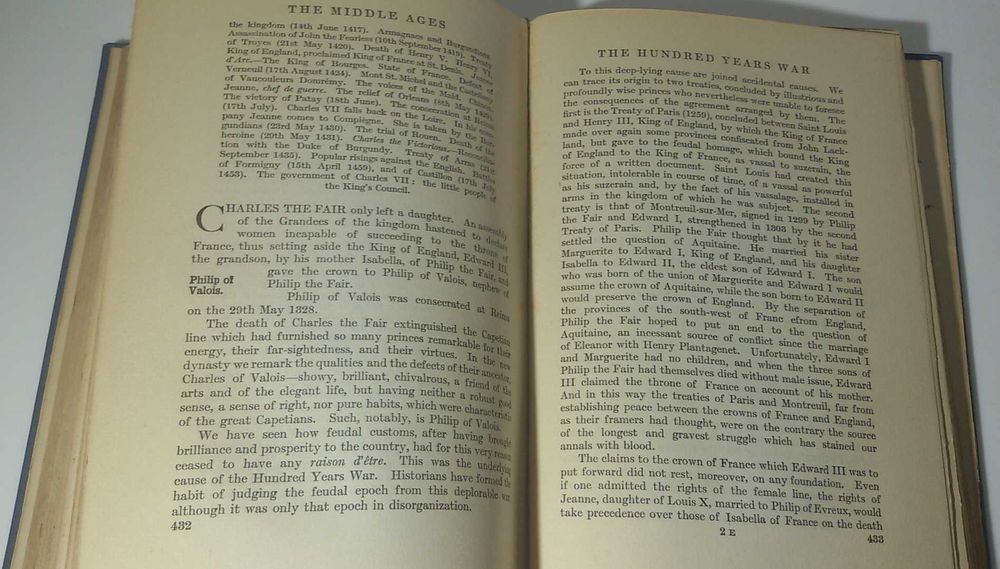 THE MIDDLE AGES
the kingdom (14th June 1417). Armagnacs and Burgundians
Assassination of John the Fearless (10th September 1419). Treaty
of Troyes (21st May 1420). Death of Henry V. Henry VI,
King of England, proclaimed King of France at St. Denis. Jeanne
d'Arc.—The King of Bourges. State of France. Defeat of
Verneuil (17th August 1424). Mont St. Michel and the Castellany
of Vaucouleurs Domrémy. The voices of the Maid. Chinon.
Jeanne, chef de guerre. The relief of Orleans (8th May 1429).
The victory of Patay (18th June). The consecration at Reims
(17th July). Charles VII falls back on the Loire. In his company
pany Jeanne comes to Compiègne. She is taken by the Bur-
gundians (23rd May 1430). The trial of Rouen. Death of the
heroine (29th May 1431). Charles the Victorious.—Reconcilia-
tion with the Duke of Burgundy. Treaty of Arras (21st
September 1435). Popular risings against the English. Battles
of Formigny (15th April 1459), and of Castillon (17th July
1453). The government of Charles VII: the little people of
the King's Council.
CHARLES THE FAIR only left a daughter. An assembly
of the Grandees of the kingdom hastened to declare
women incapable of succeeding to the throne of
France, thus setting aside the King of England, Edward III,
the grandson, by his mother Isabella, of Philip the Fair, and
Philip of
Valois.
gave the crown to Philip of Valois, nephew of
Philip the Fair.
Philip of Valois was consecrated at Reims
on the 29th May 1328.
The death of Charles the Fair extinguished the Capetian
line which had furnished so many princes remarkable for their
energy, their far-sightedness, and their virtues. In the new
dynasty we remark the qualities and the defects of their ancestor,
Charles of Valois—showy, brilliant, chivalrous, a friend of the
arts and of the elegant life, but having neither a robust good
sense, a sense of right, nor pure habits, which were characteristic
of the great Capetians. Such, notably, is Philip of Valois.
We have seen how feudal customs, after having brought
brilliance and prosperity to the country, had for this very reason
ceased to have any raison d'être. This was the underlying
cause of the Hundred Years War. Historians have formed the
habit of judging the feudal epoch from this deplorable war
although it was only that epoch in disorganization.
432
THE HUNDRED YEARS WAR
To this deep-lying cause are joined accidental causes. We
can trace its origin to two treaties, concluded by illustrious and
profoundly wise princes who nevertheless were unable to foresee
the consequences of the agreement arranged by them. The
first is the Treaty of Paris (1259), concluded between Saint Louis
and Henry III, King of England, by which the King of France
made over again some provinces confiscated from John Lack-
land, but gave to the feudal homage, which bound the King
of England to the King of France, as vassal to suzerain, the
force of a written document. Saint Louis had created this
situation, intolerable in course of time, of a vassal as powerful
as his suzerain and, by the fact of his vassalage, installed in
arms in the kingdom of which he was subject. The second
treaty is that of Montreuil-sur-Mer, signed in 1299 by Philip
the Fair and Edward I, strengthened in 1303 by the second
Treaty of Paris. Philip the Fair thought that by it he had
settled the question of Aquitaine. He married his sister
Marguerite to Edward I, King of England, and his daughter
Isabella to Edward II, the eldest son of Edward I. The son
who was born of the union of Marguerite and Edward I would
assume the crown of Aquitaine, while the son born to Edward II
would preserve the crown of England. By the separation of
the provinces of the south-west of Franc efrom England,
Philip the Fair hoped to put an end to the question of
Aquitaine, an incessant source of conflict since the marriage
of Eleanor with Henry Plantagenet. Unfortunately, Edward I
and Marguerite had no children, and when the three sons of
Philip the Fair had themselves died without male issue, Edward
III claimed the throne of France on account of his mother.
And in this way the treaties of Paris and Montreuil, far from
establishing peace between the crowns of France and England,
as their framers had thought, were on the contrary the source
of the longest and gravest struggle which has stained our
annals with blood.
The claims to the crown of France which Edward III was to
put forward did not rest, moreover, on any foundation. Even
if one admitted the rights of the female line, the rights of
Jeanne, daughter of Louis X, married to Philip of Evreux, would
take precedence over those of Isabella of France on the death
2 E
433